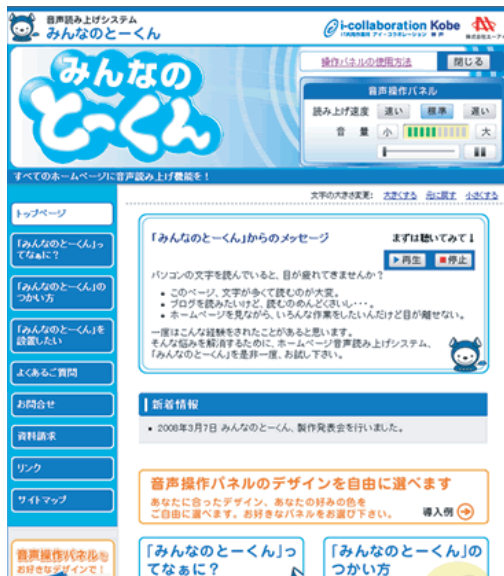 音声読み上げシステム
みんなのとーくん
i-collaboration Kobe
操作パネルの使用方法
閉じる
みんなの
とーくん
音声操作パネル
読み上げ速度 速い 標準 遅い
音 量 小 大
すべてのホームページに音声読み上げ機能を!
文字の大きさ変更: 大きくする 元に戻す 小さくする
トップページ
「みんなのとーくん」っ
てなぁに?
「みんなのとーくん」の
つかい方
「みんなのとーくん」を
設置したい
よくあるご質問
お問合せ
資料請求
リンク
サイトマップ
音声操作パネルを
お好きなデザインで!
「みんなのとーくん」からのメッセージ
まずは聴いてみて↓
再生 停止
パソコンの文字を読んでいると、目が疲れてきませんか?
• このページ、文字が多くて読むのが大変。
• ブログを読みたいけど、読むのめんどくさいし・・・。
• ホームページを見ながら、いろんな作業をしたいんだけど目が離せない。
一度はこんな経験をされたことがあると思います。
そんな悩みを解消するために、ホームページ音声読み上げシステム、
「みんなのとーくん」を是非一度、お試し下さい。
新着情報
• 2008年3月7日 みんなのとーくん、製作発表会を行いました。
音声操作パネルのデザインを自由に選べます
あなたに合ったデザイン、あなたの好みの色を
ご自由に選べます。お好きなパネルをお選び下さい。
導入例
「みんなのとーくん」っ
てなぁに?
「みんなのとーくん」の
つかい方